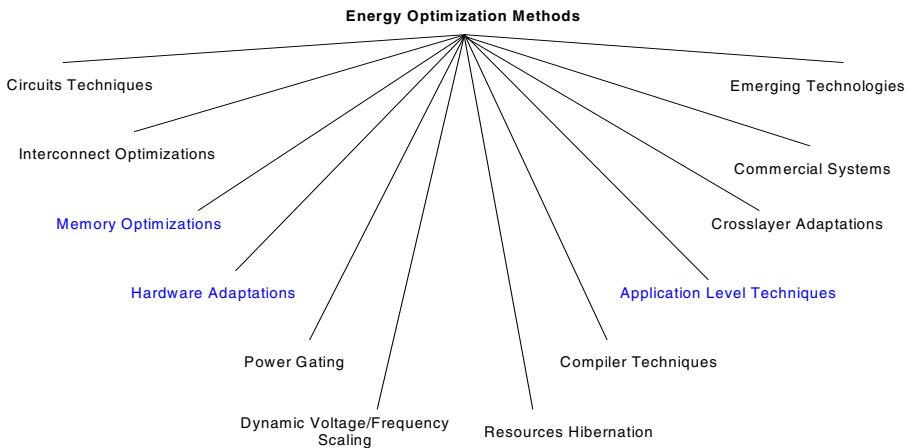 Energy Optimization Methods
Circuits Techniques
Emerging Technologies
Interconnect Optimizations
Commercial Systems
Memory Optimizations
Crosslayer Adaptations
Hardware Adaptations
Application Level Techniques
Power Gating
Compiler Techniques
Dynamic Voltage/Frequency
Scaling
Resources Hibernation